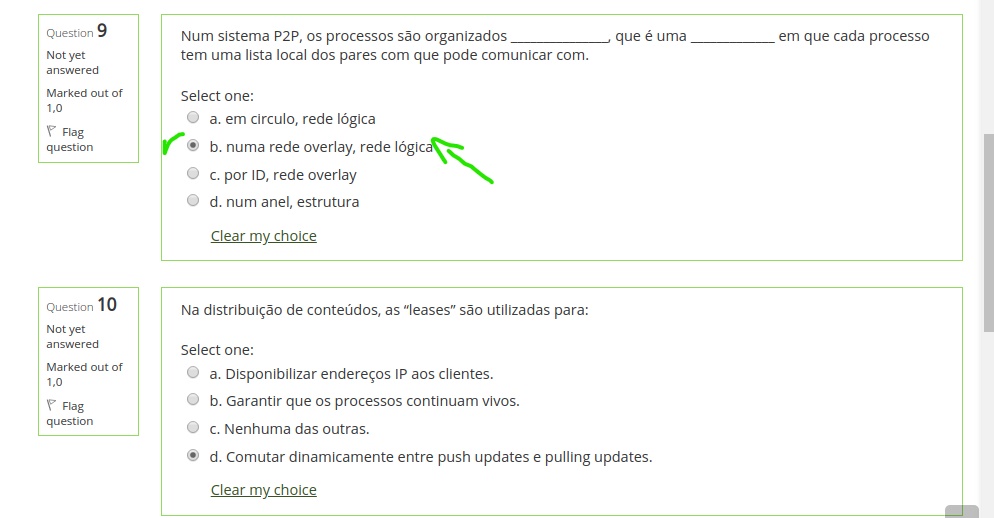 Question 9
Not yet
answered
Marked out of
1,0
Flag
question
Num sistema P2P, os processos são organizados ______________, que é uma ____________ em que cada processo
tem uma lista local dos pares com que pode comunicar com.
Select one:
a. em circulo, rede lógica
b. numa rede overlay, rede lógica
c. por ID, rede overlay
d. num anel, estrutura
Clear my choice
Question 10
Not yet
answered
Marked out of
1,0
Flag
question
Na distribuição de conteúdos, as “leases” são utilizadas para:
Select one:
a. Disponibilizar endereços IP aos clientes.
b. Garantir que os processos continuam vivos.
c. Nenhuma das outras.
d. Comutar dinamicamente entre push updates e pulling updates.
Clear my choice